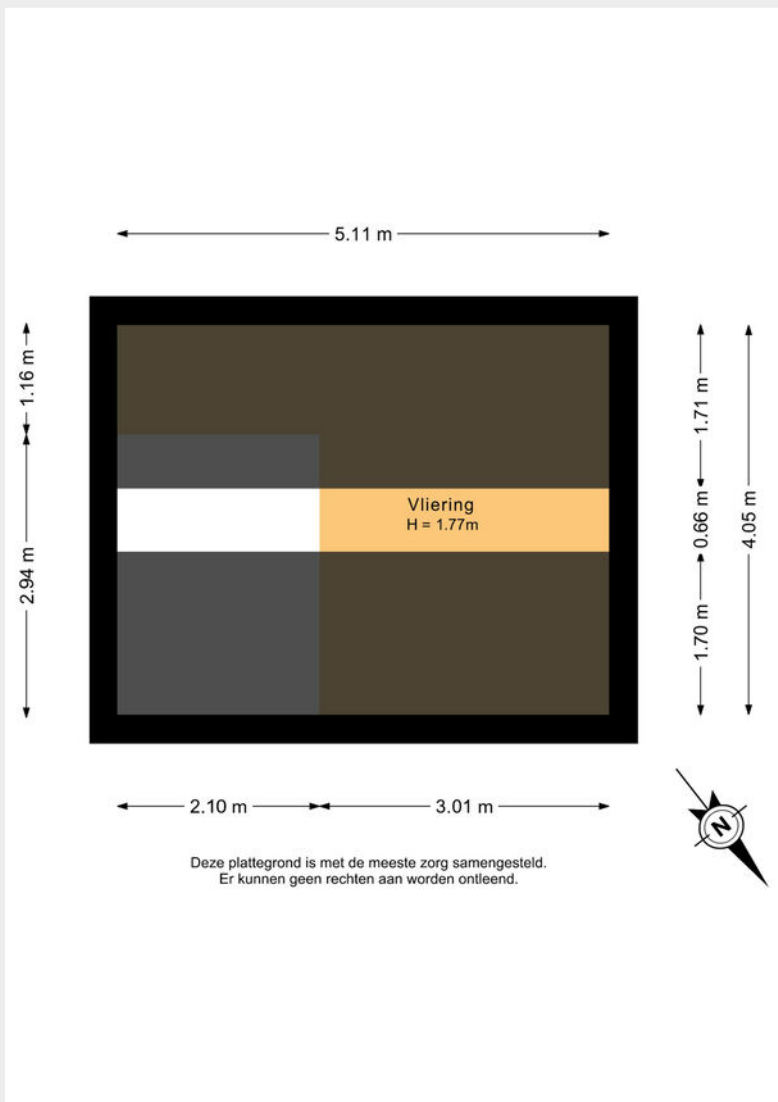 5.11 m
1.16 m
2.94 m
1.71 m
0.66 m
1.70 m
4.05 m
Vliering
H = 1.77m
2.10 m
3.01 m
N
Deze plattegrond is met de meeste zorg samengesteld.
Er kunnen geen rechten aan worden ontleend.